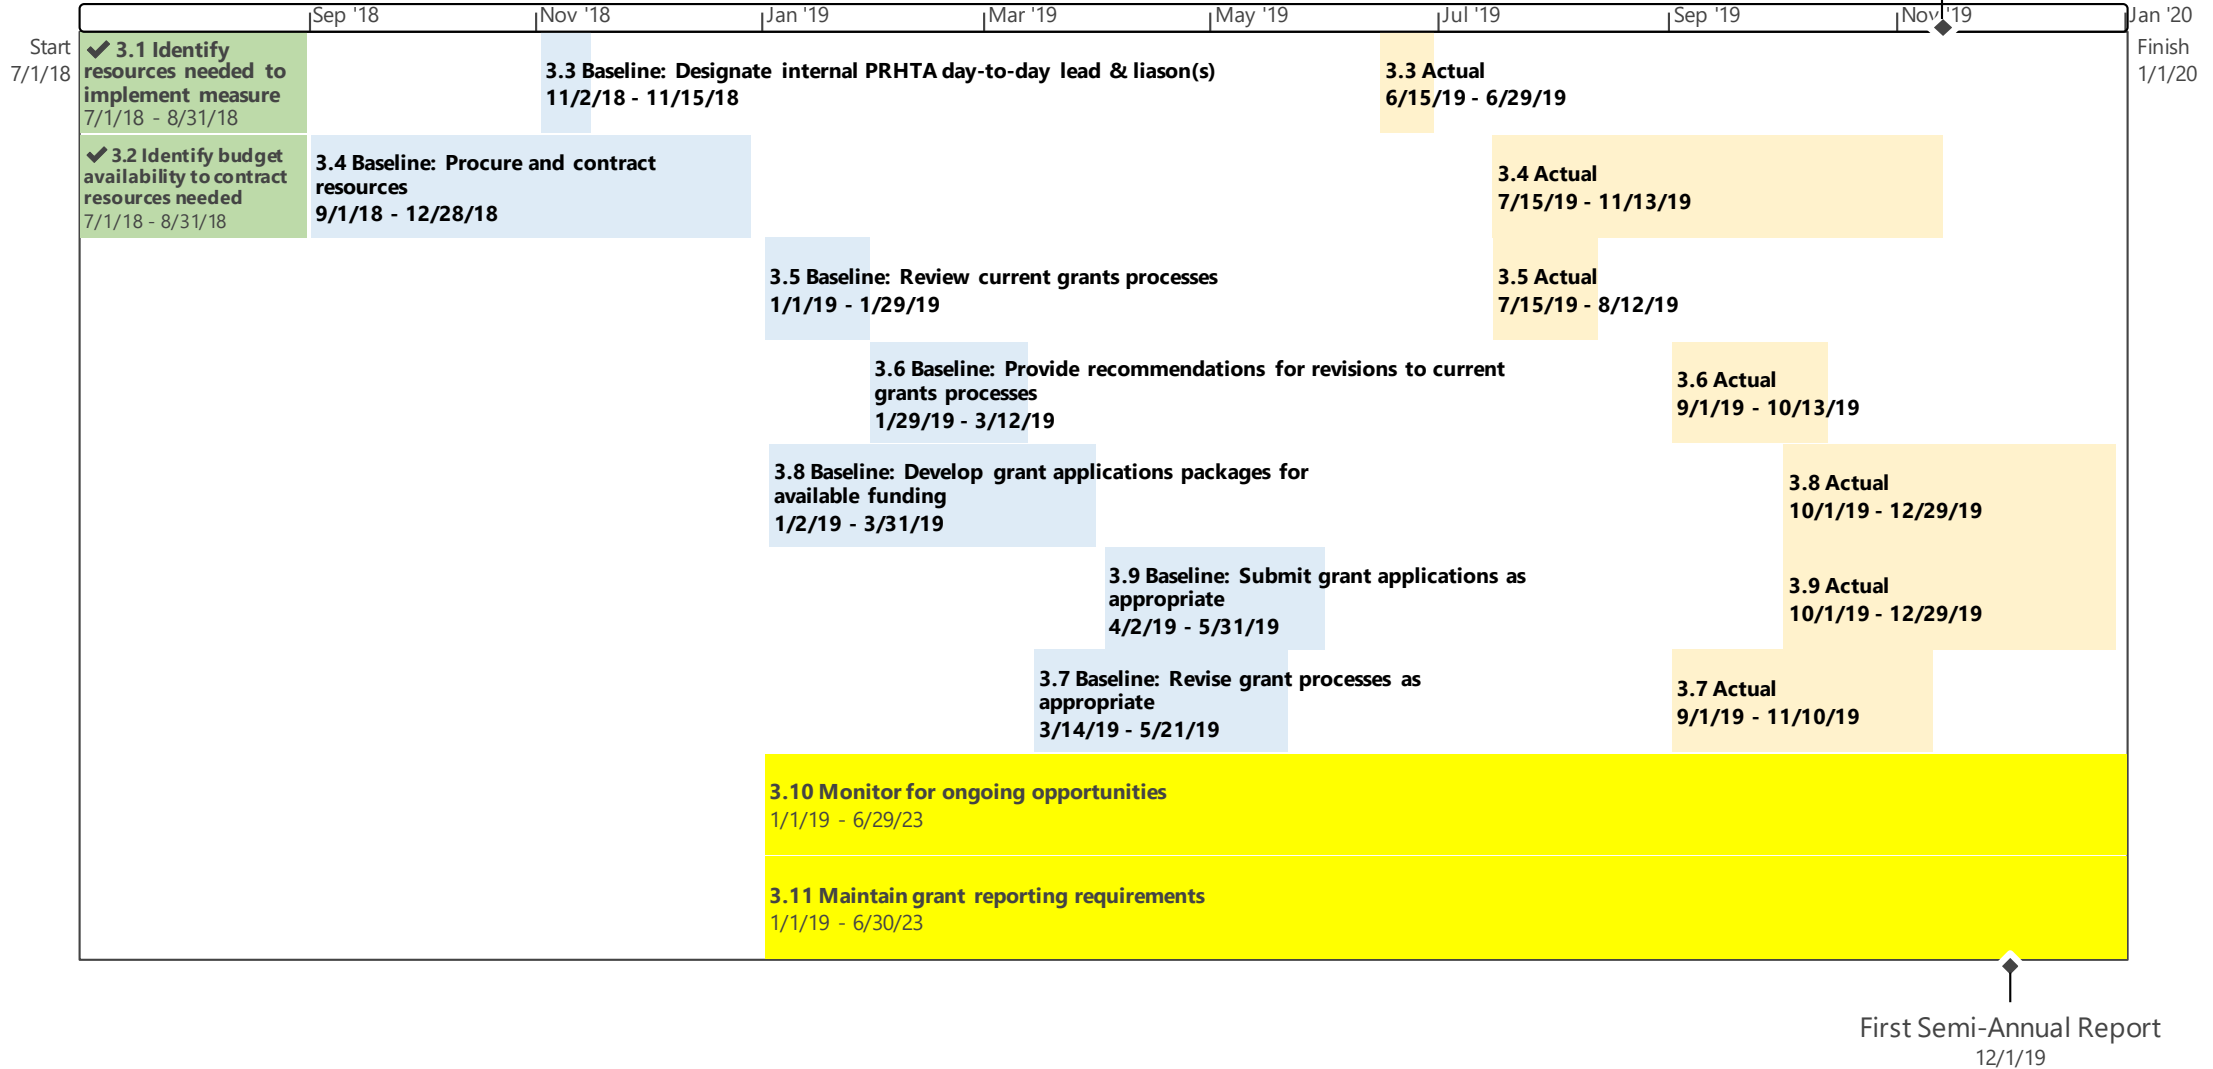 Sep '18
Nov '18
Jan '19
Mar '19
May '19
Jul '19
Sep '19
Nov '19
Jan '20
Start
7/1/18
Finish
1/1/20
✔ 3.1 Identify
resources needed to
implement measure
7/1/18 - 8/31/18
3.3 Baseline: Designate internal PRHTA day-to-day lead & liason(s)
11/2/18 - 11/15/18
3.3 Actual
6/15/19 - 6/29/19
✔ 3.2 Identify budget
availability to contract
resources needed
7/1/18 - 8/31/18
3.4 Baseline: Procure and contract
resources
9/1/18 - 12/28/18
3.4 Actual
7/15/19 - 11/13/19
3.5 Baseline: Review current grants processes
1/1/19 - 1/29/19
3.5 Actual
7/15/19 - 8/12/19
3.6 Baseline: Provide recommendations for revisions to current
grants processes
1/29/19 - 3/12/19
3.6 Actual
9/1/19 - 10/13/19
3.8 Baseline: Develop grant applications packages for
available funding
1/2/19 - 3/31/19
3.8 Actual
10/1/19 - 12/29/19
3.9 Baseline: Submit grant applications as
appropriate
4/2/19 - 5/31/19
3.9 Actual
10/1/19 - 12/29/19
3.7 Baseline: Revise grant processes as
appropriate
3/14/19 - 5/21/19
3.7 Actual
9/1/19 - 11/10/19
3.10 Monitor for ongoing opportunities
1/1/19 - 6/29/23
3.11 Maintain grant reporting requirements
1/1/19 - 6/30/23
First Semi-Annual Report
12/1/19